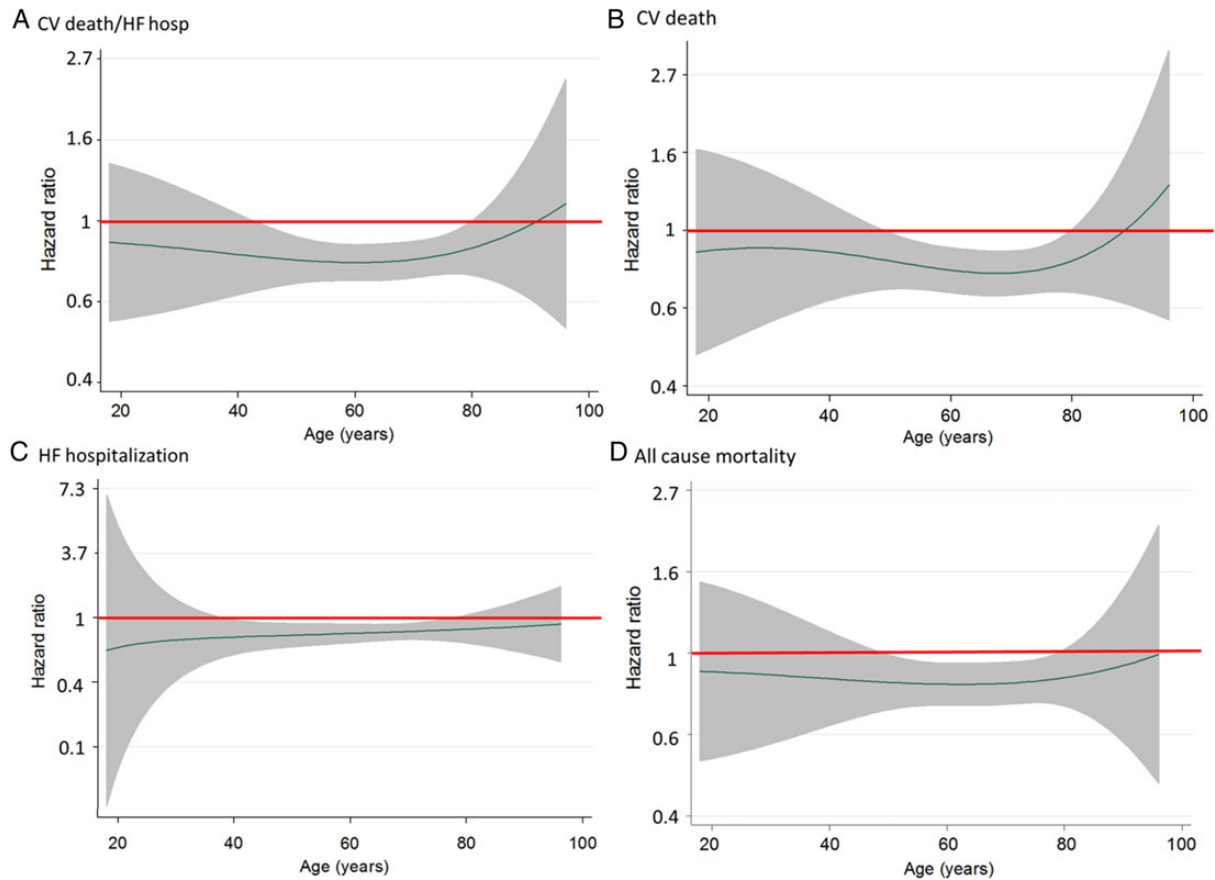 A CV death/HF hosp
2.7
1.6
1
0.6
0.4
Hazard ratio
20 40 60 80 100
Age (years)
B CV death
2.7
1.6
1
0.6
0.4
Hazard ratio
20 40 60 80 100
Age (years)
C HF hospitalization
7.3
3.7
1
0.4
0.1
Hazard ratio
20 40 60 80 100
Age (years)
D All cause mortality
2.7
1.6
1
0.6
0.4
Hazard ratio
20 40 60 80 100
Age (years)